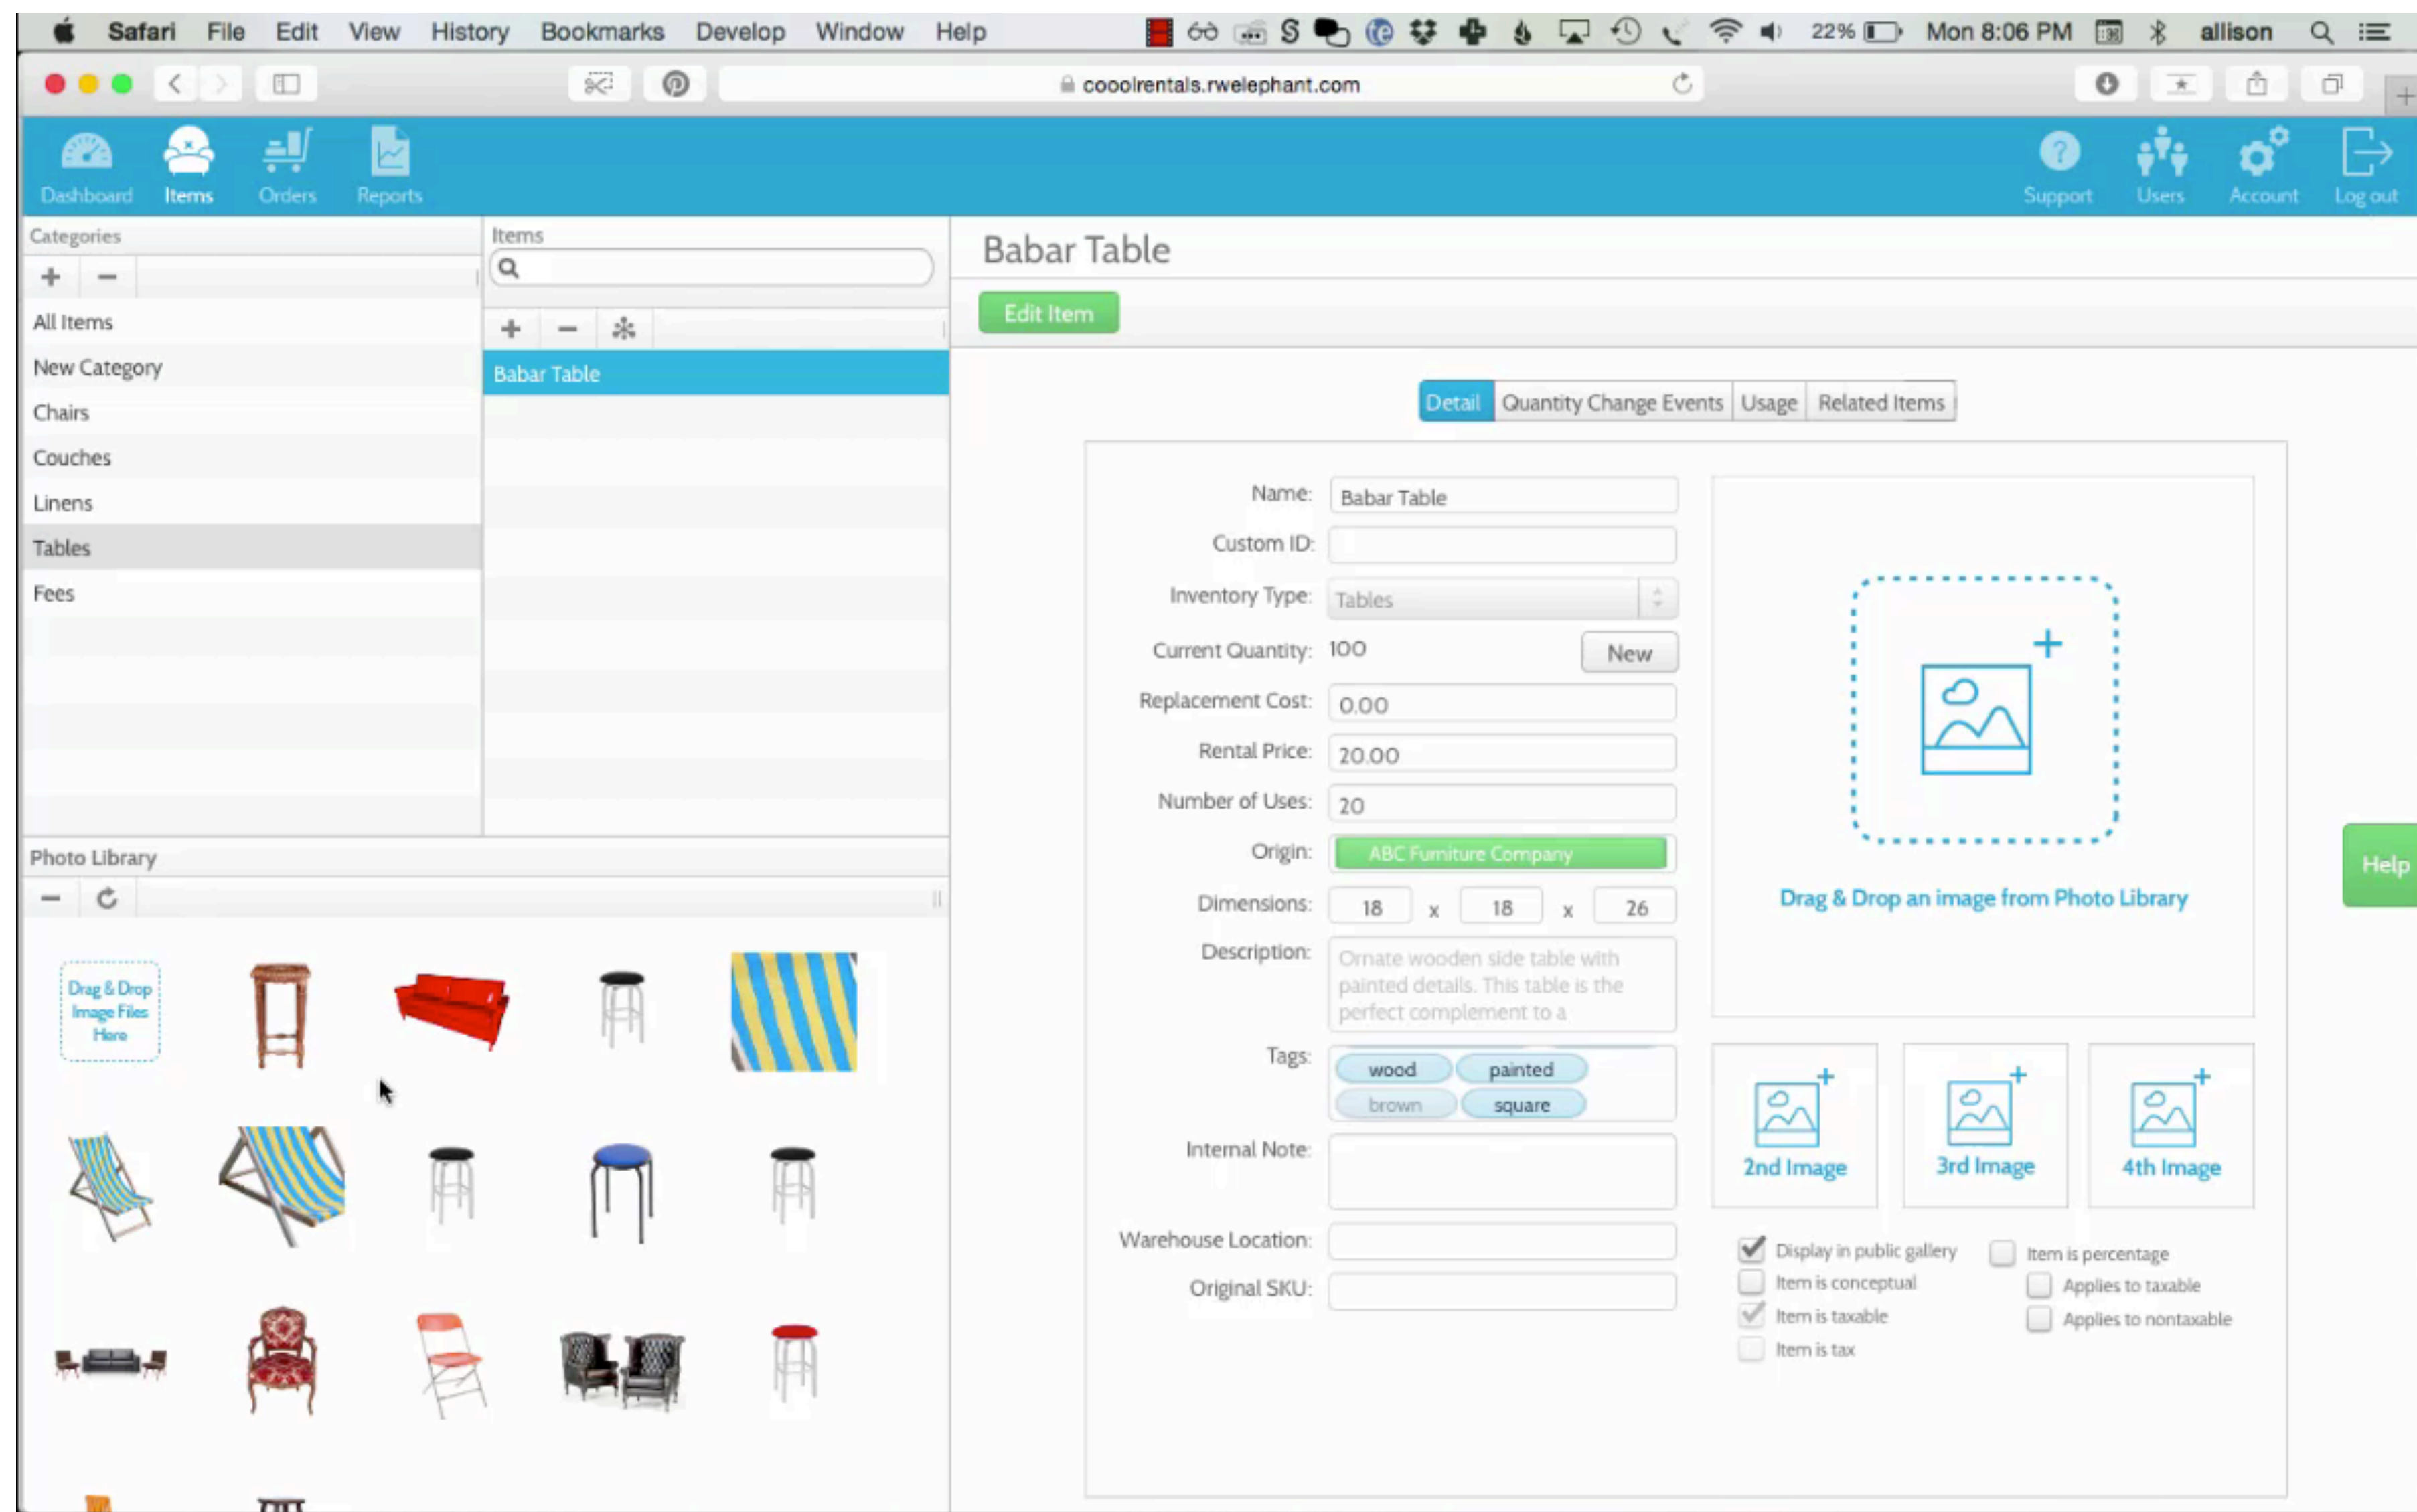 Safari File Edit View History Bookmarks Develop Window Help 22% Mon 8:06 PM allison
cooolrentals.rwelephant.com
Dashboard Items Orders Reports Support Users Account Log out
Categories
Items
Babar Table
Edit Item
All Items
New Category
Chairs
Couches
Linens
Tables
Fees
Babar Table
Detail Quantity Change Events Usage Related Items
Name: Babar Table
Custom ID:
Inventory Type: Tables
Current Quantity: 100 New
Replacement Cost: 0.00
Rental Price: 20.00
Number of Uses: 20
Origin: ABC Furniture Company
Dimensions: 18 x 18 x 26
Description: Ornate wooden side table with
painted details. This table is the
perfect complement to a
Tags: wood painted
brown square
Internal Note:
Warehouse Location:
Original SKU:
Drag & Drop an image from Photo Library
2nd Image 3rd Image 4th Image
Display in public gallery
Item is conceptual
Item is taxable
Item is tax
Item is percentage
Applies to taxable
Applies to nontaxable
Help
Photo Library
Drag & Drop
Image Files
Here